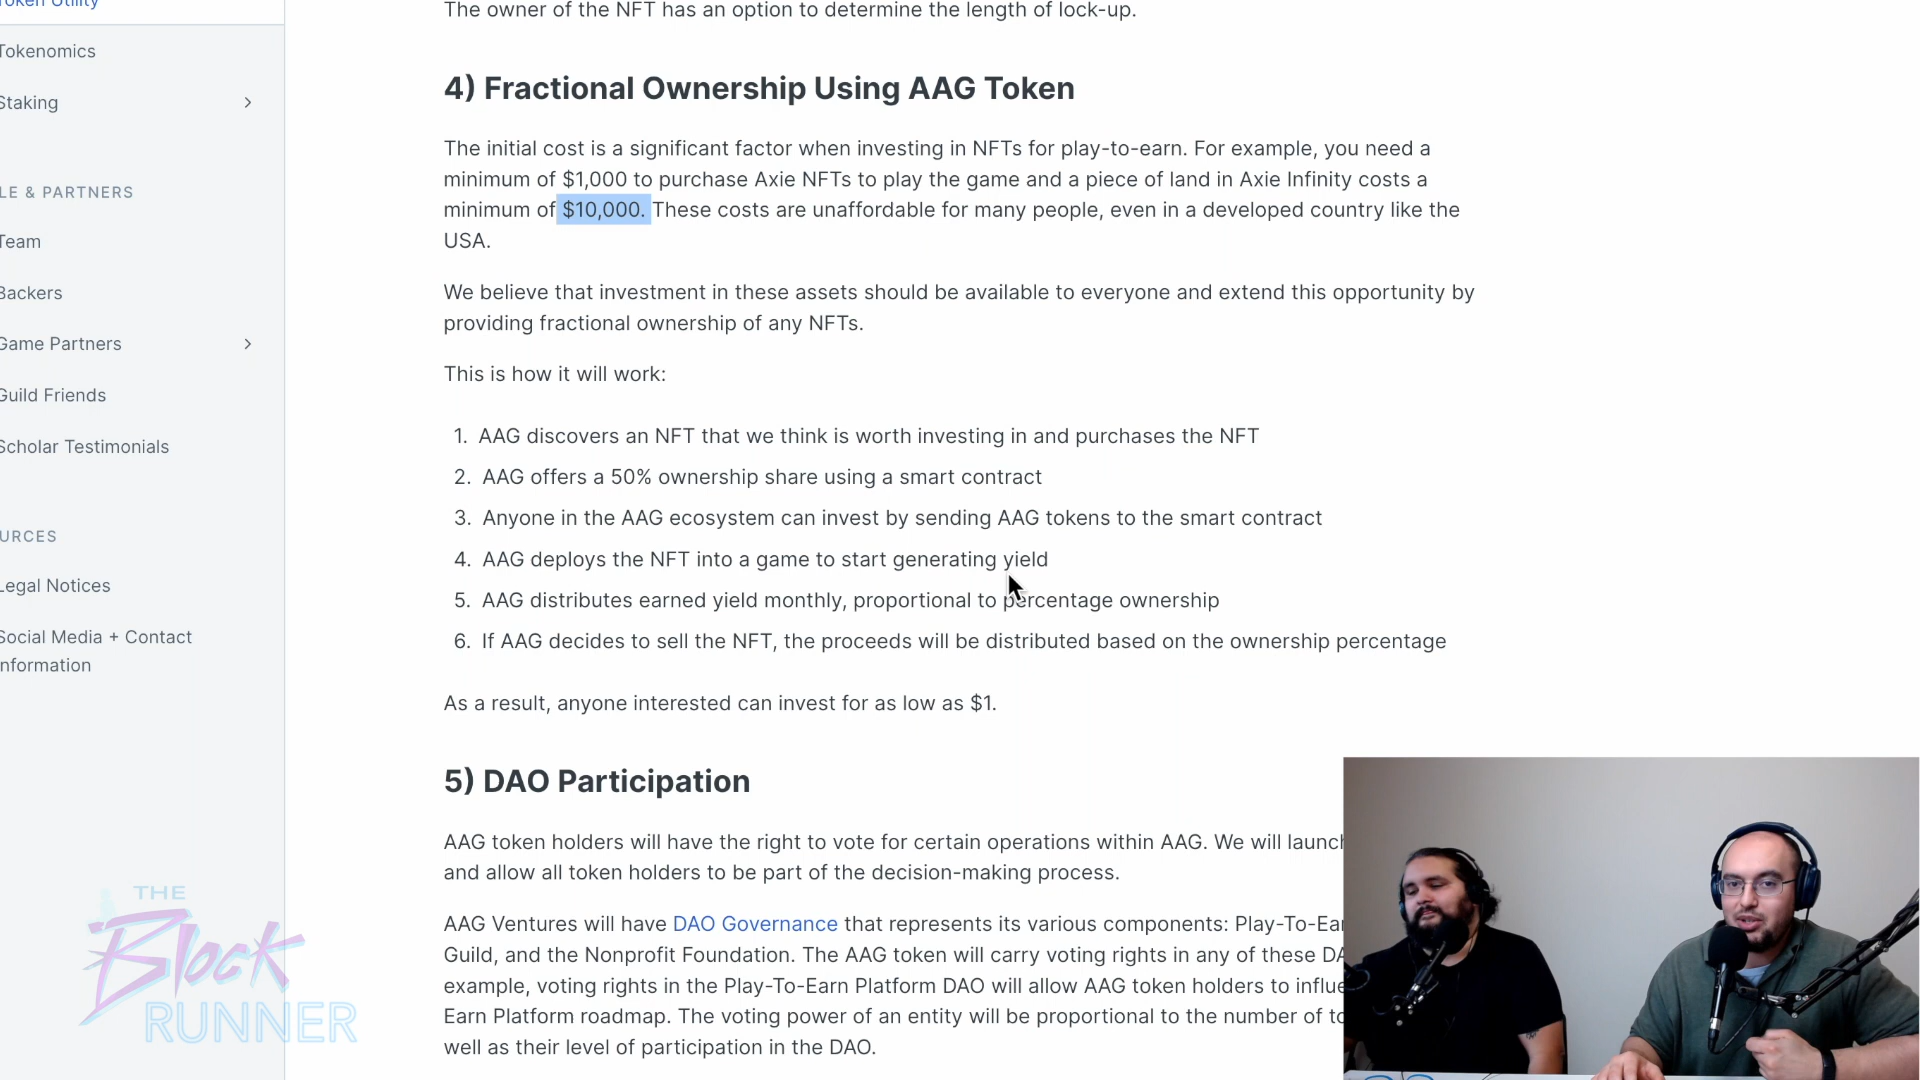 Token Utility
The owner of the NFT has an option to determine the length of lock-up.
Tokenomics
Staking
LE & PARTNERS
Team
Backers
Game Partners
Guild Friends
Scholar Testimonials
URCES
Legal Notices
Social Media + Contact
Information
4) Fractional Ownership Using AAG Token
The initial cost is a significant factor when investing in NFTs for play-to-earn. For example, you need a
minimum of $1,000 to purchase Axie NFTs to play the game and a piece of land in Axie Infinity costs a
minimum of $10,000. These costs are unaffordable for many people, even in a developed country like the
USA.
We believe that investment in these assets should be available to everyone and extend this opportunity by
providing fractional ownership of any NFTs.
This is how it will work:
1. AAG discovers an NFT that we think is worth investing in and purchases the NFT
2. AAG offers a 50% ownership share using a smart contract
3. Anyone in the AAG ecosystem can invest by sending AAG tokens to the smart contract
4. AAG deploys the NFT into a game to start generating yield
5. AAG distributes earned yield monthly, proportional to percentage ownership
6. If AAG decides to sell the NFT, the proceeds will be distributed based on the ownership percentage
As a result, anyone interested can invest for as low as $1.
5) DAO Participation
AAG token holders will have the right to vote for certain operations within AAG. We will launch
and allow all token holders to be part of the decision-making process.
AAG Ventures will have DAO Governance that represents its various components: Play-To-Ear
Guild, and the Nonprofit Foundation. The AAG token will carry voting rights in any of these DA
example, voting rights in the Play-To-Earn Platform DAO will allow AAG token holders to influe
Earn Platform roadmap. The voting power of an entity will be proportional to the number of to
well as their level of participation in the DAO.
THE
Block
RUNNER